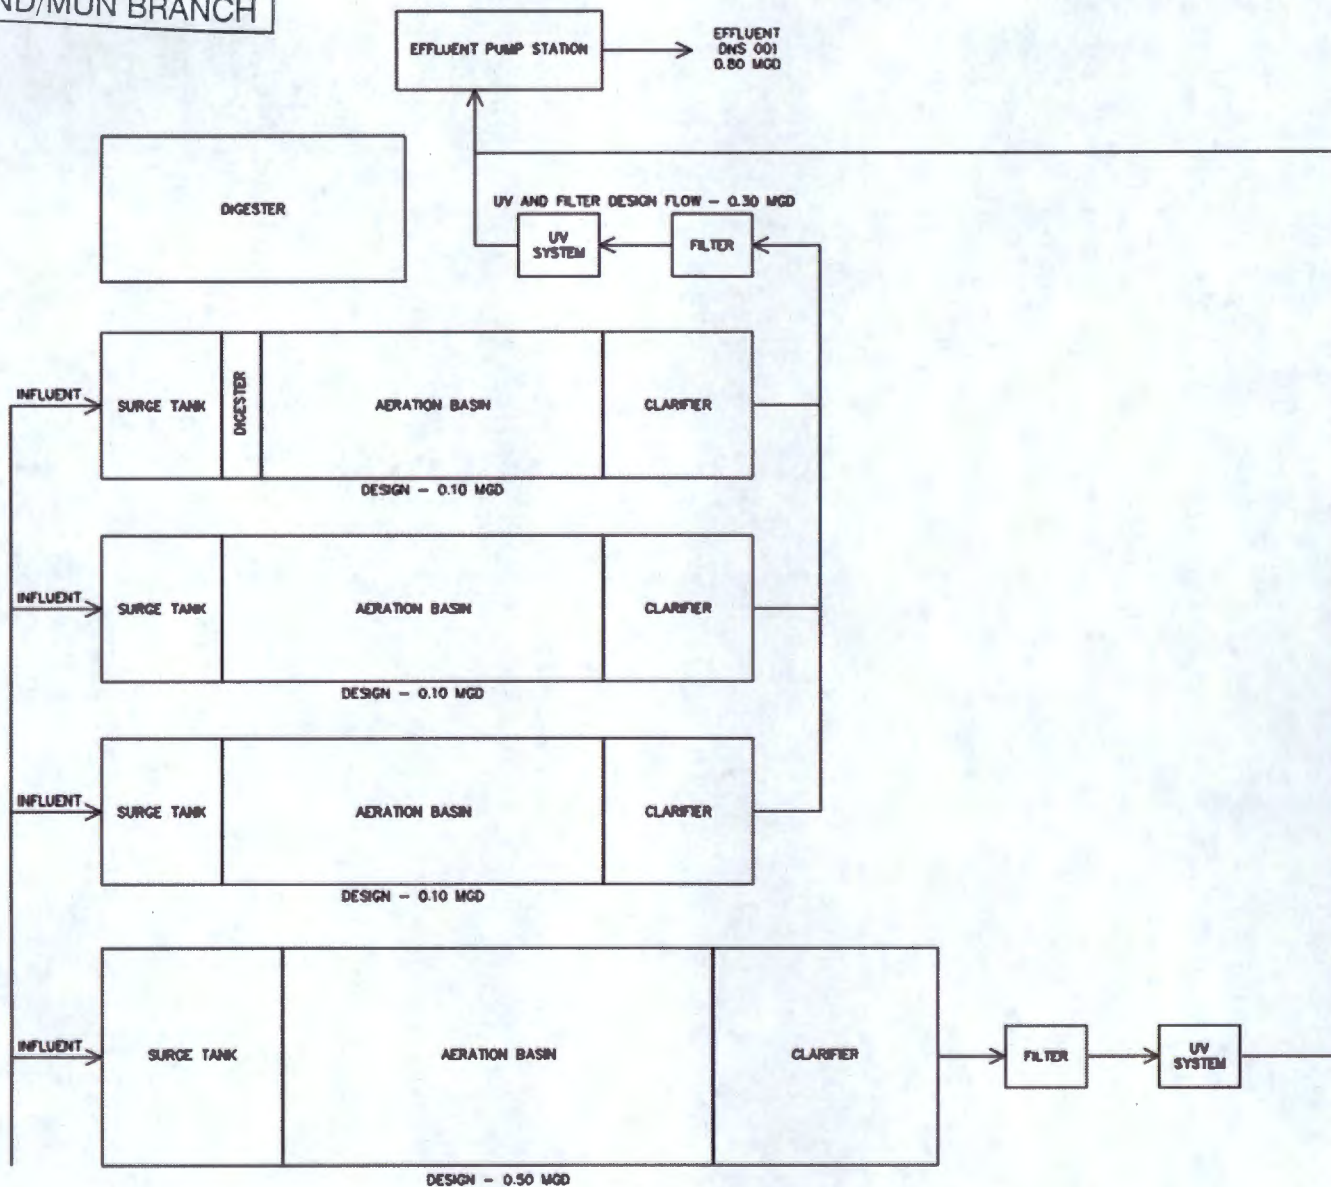 ND/MUN BRANCH
EFFLUENT PUMP STATION
EFFLUENT
DNS 001
0.80 MGD
DIGESTER
UV AND FILTER DESIGN FLOW - 0.30 MGD
UV
SYSTEM
FILTER
INFLUENT
SURGE TANK
DIGESTER
AERATION BASIN
CLARIFIER
DESIGN - 0.10 MGD
INFLUENT
SURGE TANK
AERATION BASIN
CLARIFIER
DESIGN - 0.10 MGD
INFLUENT
SURGE TANK
AERATION BASIN
CLARIFIER
DESIGN - 0.10 MGD
INFLUENT
SURGE TANK
AERATION BASIN
CLARIFIER
FILTER
UV
SYSTEM
DESIGN - 0.50 MGD